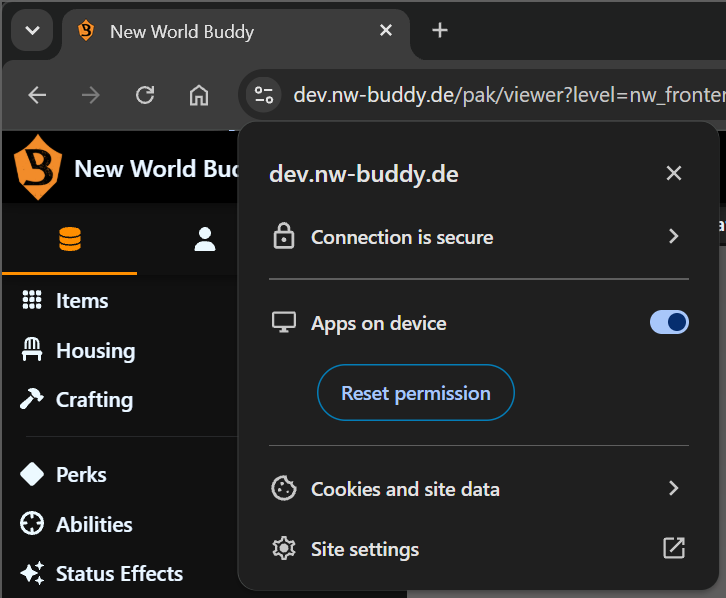 New World Buddy
dev.nw-buddy.de/pak/viewer?level=nw_fronter
New World Bud
dev.nw-buddy.de
Connection is secure
Apps on device
Reset permission
Cookies and site data
Site settings
Items
Housing
Crafting
Perks
Abilities
Status Effects